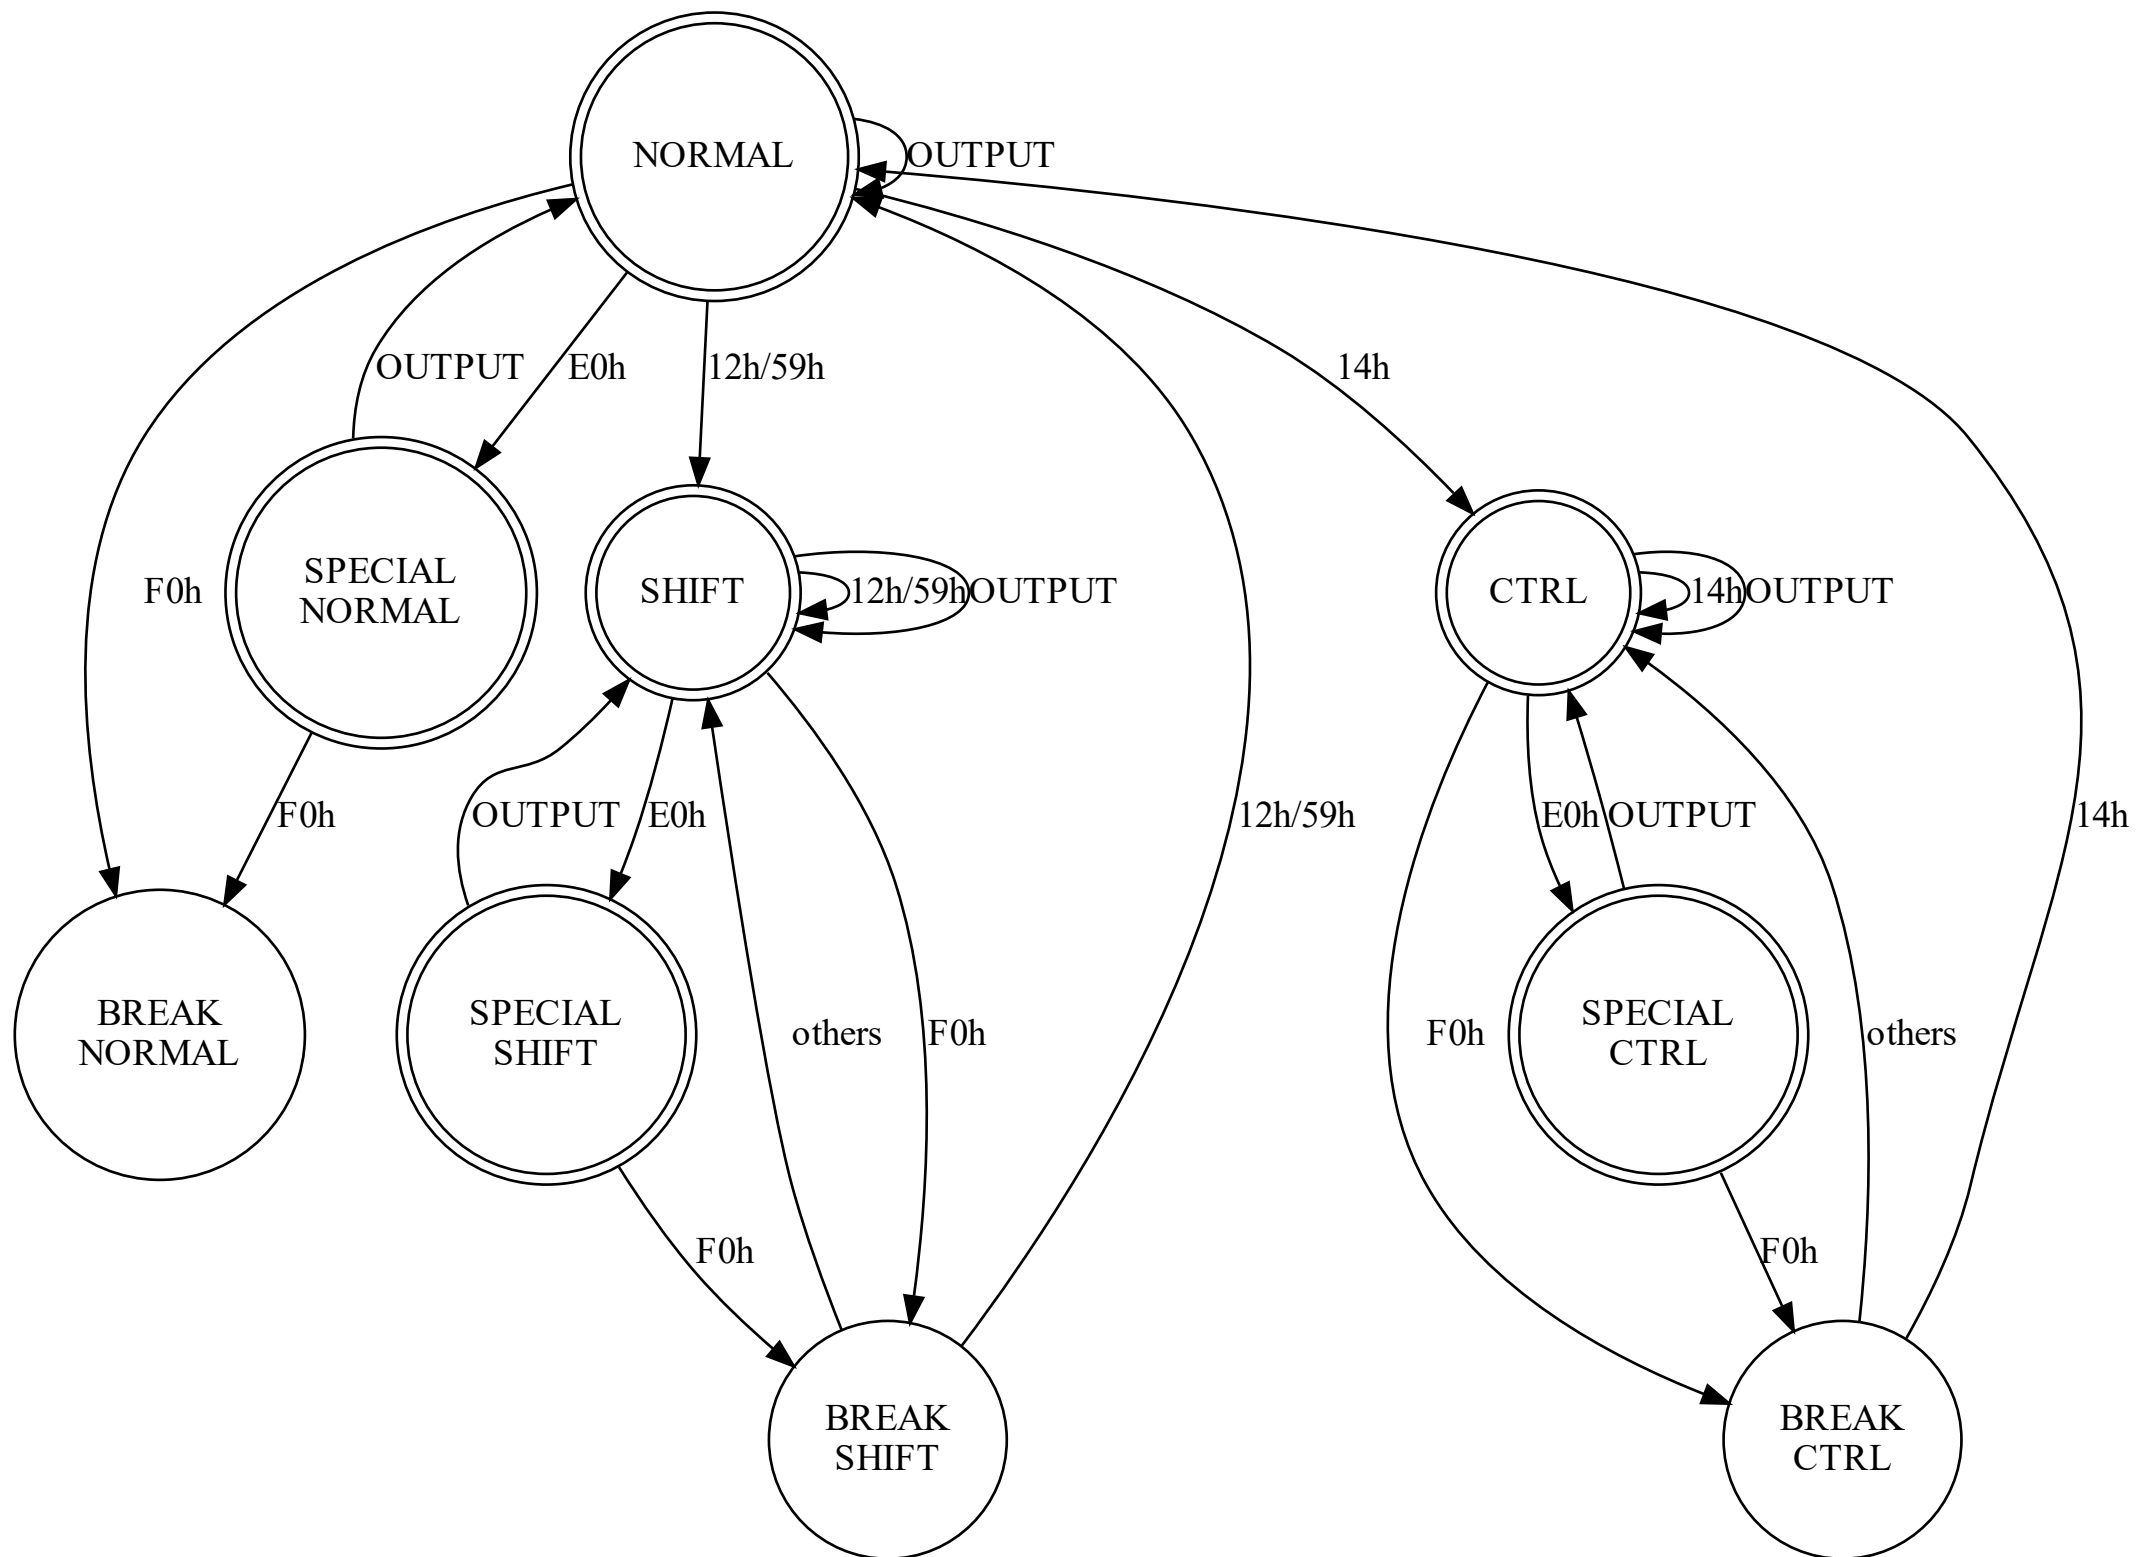 NORMAL
OUTPUT
OUTPUT
E0h
12h/59h
14h
F0h
SPECIAL
NORMAL
SHIFT
12h/59h
OUTPUT
CTRL
14h
OUTPUT
F0h
OUTPUT
E0h
12h/59h
E0h
OUTPUT
14h
BREAK
NORMAL
SPECIAL
SHIFT
others
F0h
F0h
SPECIAL
CTRL
others
F0h
F0h
BREAK
SHIFT
BREAK
CTRL